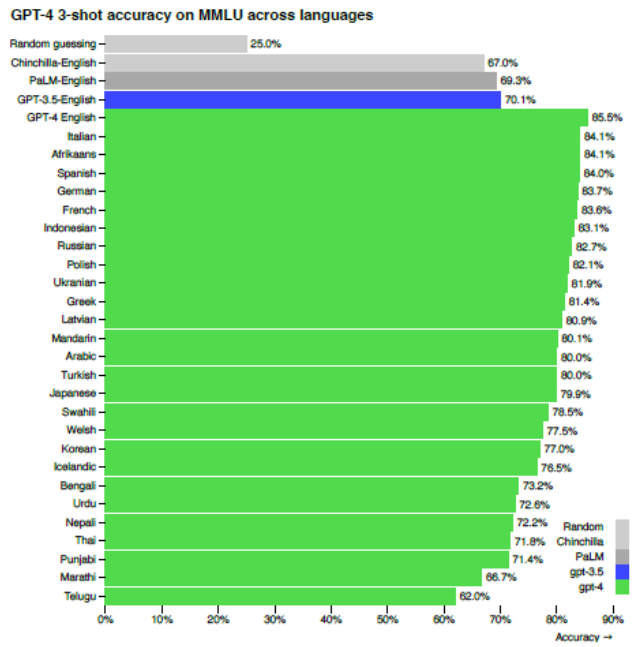 GPT-4 3-shot accuracy on MMLU across languages
Random guessing 25.0%
Chinchilla-English 67.0%
PaLM-English 69.3%
GPT-3.5-English 70.1%
GPT-4 English 85.5%
Italian 84.1%
Afrikaans 84.1%
Spanish 84.0%
German 83.7%
French 83.6%
Indonesian 83.1%
Russian 82.7%
Polish 82.1%
Ukranian 81.9%
Greek 81.4%
Latvian 80.9%
Mandarin 80.1%
Arabic 80.0%
Turkish 80.0%
Japanese 79.9%
Swahili 78.5%
Welsh 77.5%
Korean 77.0%
Icelandic 76.5%
Bengali 73.2%
Urdu 72.6%
Nepali 72.2%
Thai 71.8%
Punjabi 71.4%
Marathi 66.7%
Telugu 62.0%
Random
Chinchilla
PaLM
gpt-3.5
gpt-4
0% 10% 20% 30% 40% 50% 60% 70% 80% 90%
Accuracy →